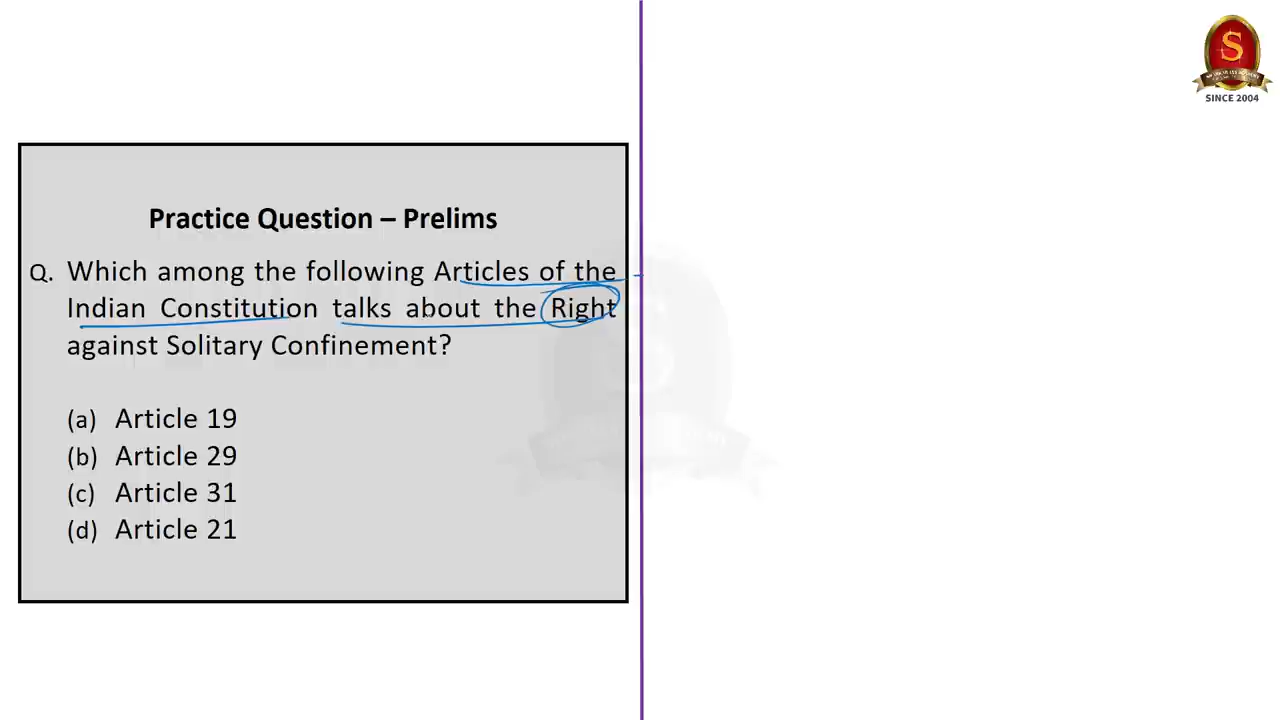 S
SINCE 2004
Practice Question – Prelims
Q. Which among the following Articles of the
Indian Constitution talks about the Right
against Solitary Confinement?
(a) Article 19
(b) Article 29
(c) Article 31
(d) Article 21